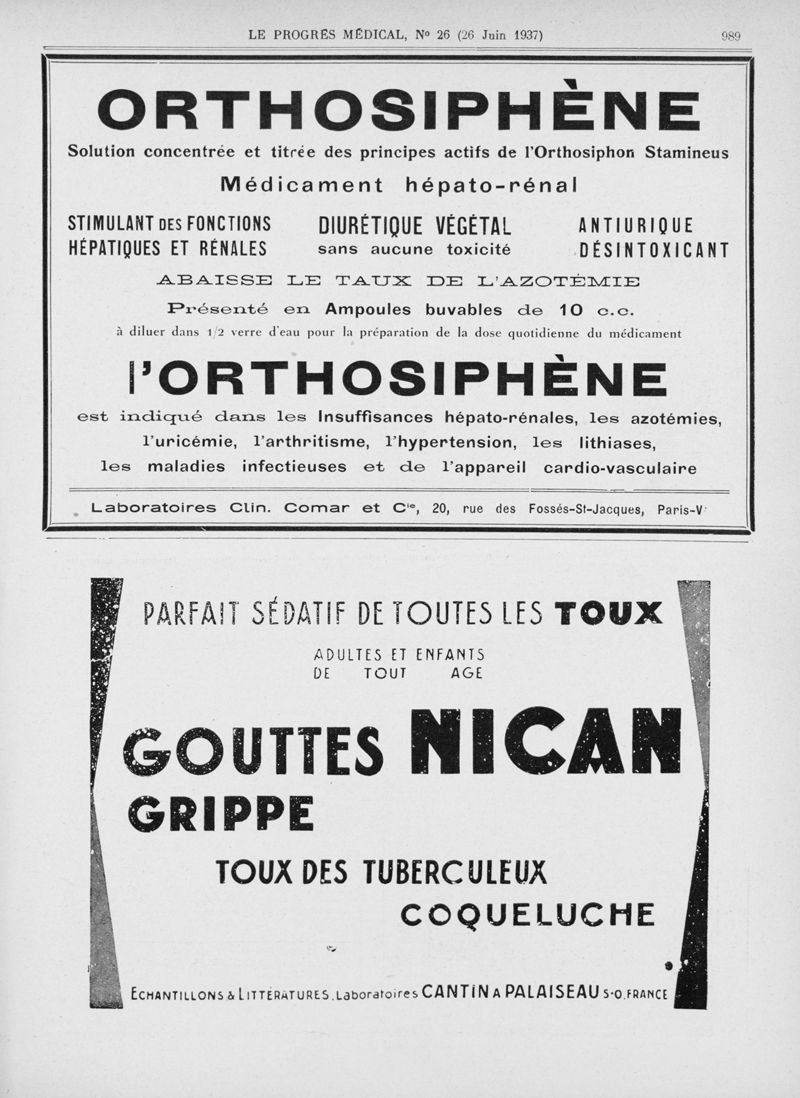 LE PROGRÈS MÉDICAL, Nº 26 (26 Juin 1937)
989
ORTHOSIPHÈNE
Solution concentrée et titrée des principes actifs de l'Orthosiphon Stamineus
Médicament hépato-rénal
STIMULANT DES FONCTIONS
HÉPATIQUES ET RÉNALES
DIURÉTIQUE VÉGÉTAL
sans aucune toxicité
ANTIURIQUE
DÉSINTOXICANT
ABAISSE LE TAUX DE L'AZOTÉMIE
Présenté en Ampoules buvables de 10 c.c.
à diluer dans 1/2 verre d'eau pour la préparation de la dose quotidienne du médicament
l'ORTHOSIPHÈNE
est indiqué dans les Insuffisances hépato-rénales, les azotémies,
l'uricémie, l'arthritisme, l'hypertension, les lithiases,
les maladies infectieuses et de l'appareil cardio-vasculaire
Laboratoires Clin. Comar et Cie, 20, rue des Fossés-St-Jacques, Paris-V
PARFAIT SÉDATIF DE TOUTES LES TOUX
ADULTES ET ENFANTS
DE TOUT AGE
GOUTTES NICAN
GRIPPE
TOUX DES TUBERCULEUX
COQUELUCHE
ECHANTILLONS & LITTÉRATURES. Laboratoires CANTIN A PALAISEAU S-O. FRANCE